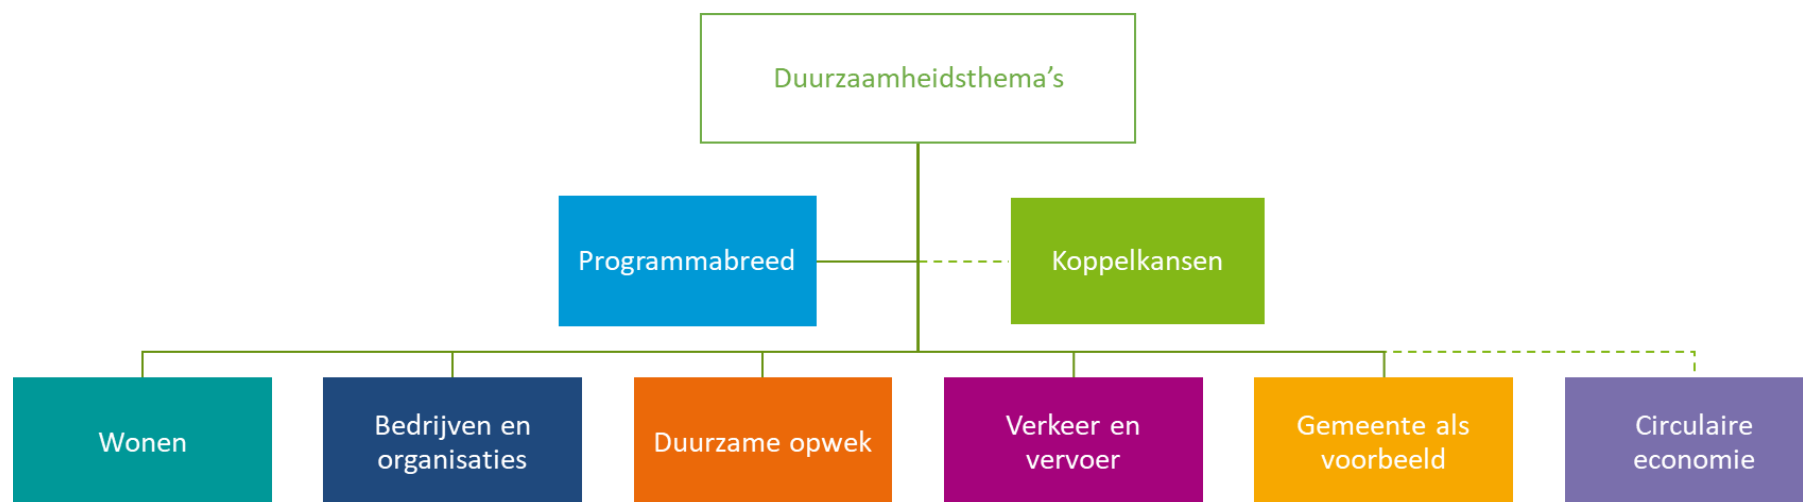 Duurzaamheidsthema’s
Programmabreed
Koppelkansen
Wonen
Bedrijven en
organisaties
Duurzame opwek
Verkeer en
vervoer
Gemeente als
voorbeeld
Circulaire
economie